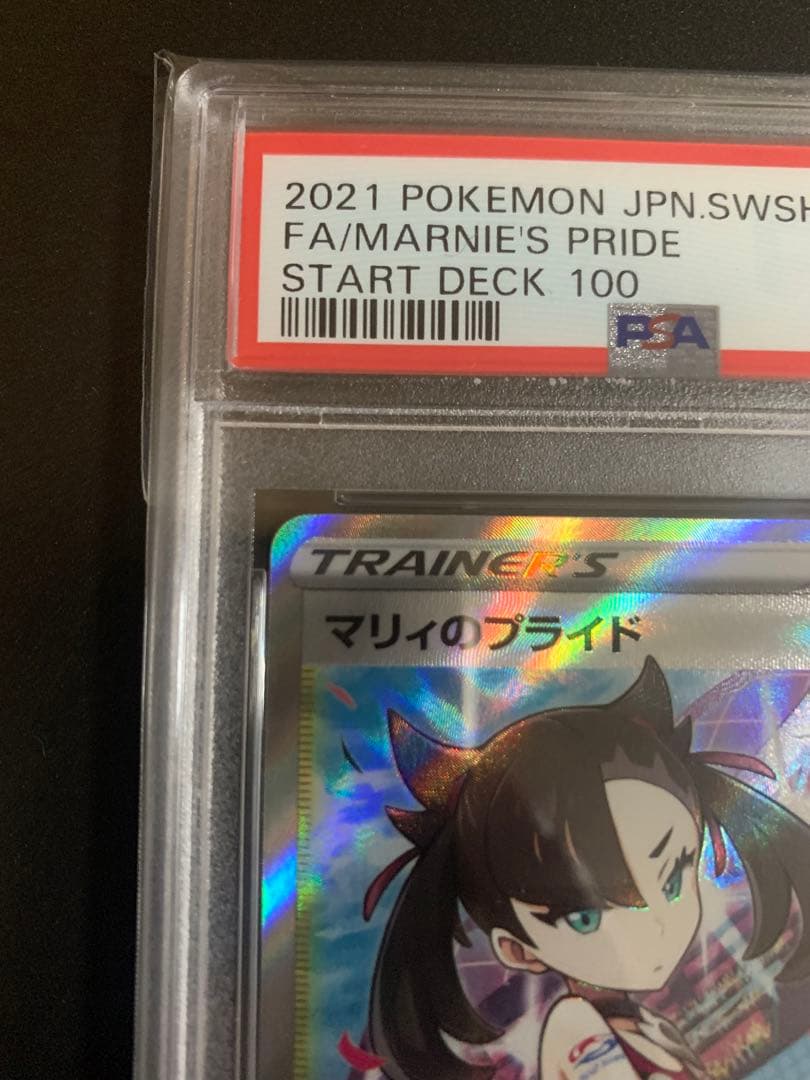 2021 POKEMON JPN.SWSH
FA/MARNIE'S PRIDE
START DECK 100
PSA
TRAINER'S
マリィのプライド